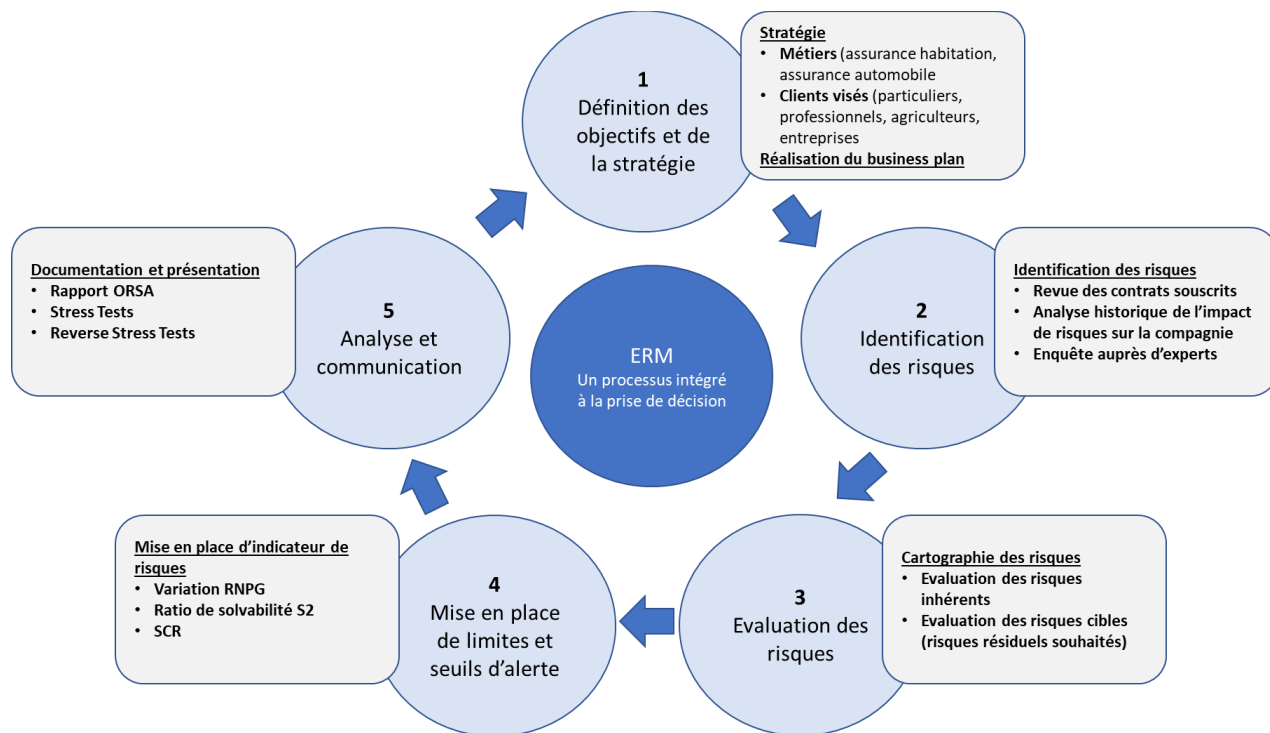 1
Définition des
objectifs et de
la stratégie
Stratégie
• Métiers (assurance habitation,
assurance automobile
• Clients visés (particuliers,
professionnels, agriculteurs,
entreprises
Réalisation du business plan
2
Identification
des risques
Identification des risques
• Revue des contrats souscrits
• Analyse historique de l'impact
de risques sur la compagnie
• Enquête auprès d'experts
3
Evaluation des
risques
Cartographie des risques
• Evaluation des risques
inhérents
• Evaluation des risques cibles
(risques résiduels souhaités)
4
Mise en place
de limites et
seuils d'alerte
Mise en place d'indicateur de
risques
• Variation RNPG
• Ratio de solvabilité S2
• SCR
5
Analyse et
communication
Documentation et présentation
• Rapport ORSA
• Stress Tests
• Reverse Stress Tests
ERM
Un processus intégré
à la prise de décision